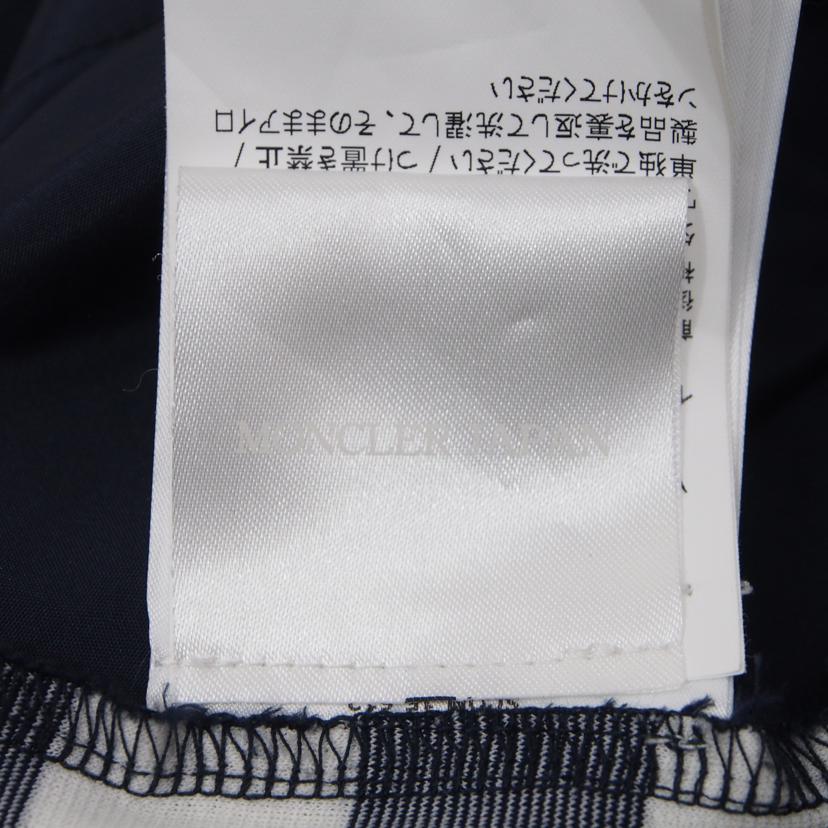 単独で洗ってください / つけ置き禁止 /
製品を裏返して洗濯して、そのままアイロ
ンをかけてください
MONCLER JAPAN